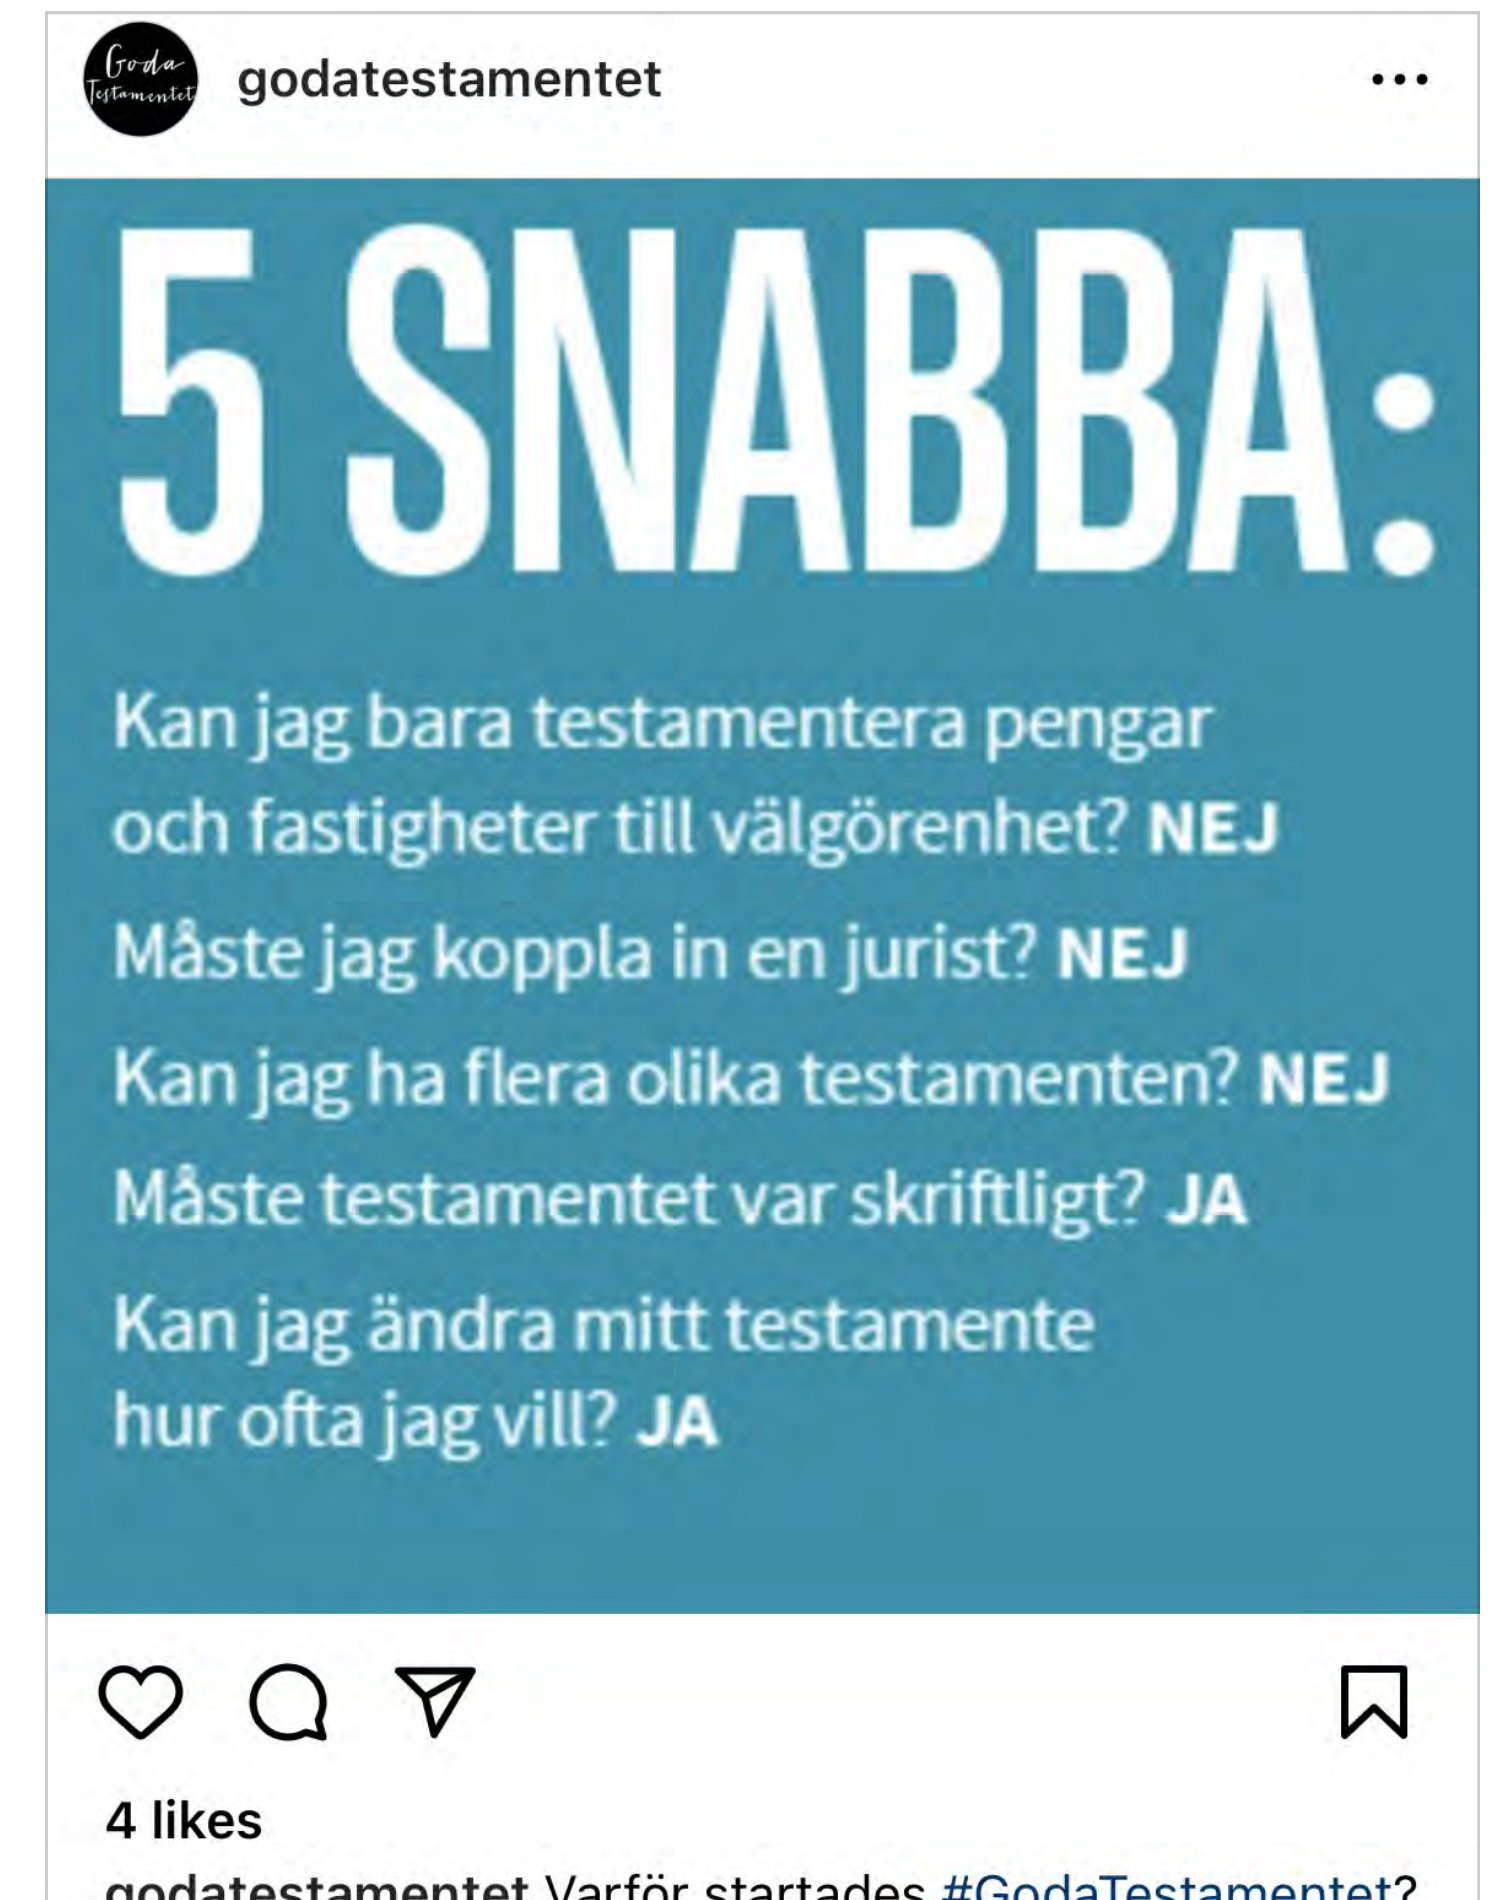 Goda
Testamentet
godatestamentet
5 SNABBA:
Kan jag bara testamentera pengar
och fastigheter till välgörenhet? NEJ
Måste jag koppla in en jurist? NEJ
Kan jag ha flera olika testamenten? NEJ
Måste testamentet var skriftligt? JA
Kan jag ändra mitt testamente
hur ofta jag vill? JA
4 likes
godatestamentet Varför startades #GodaTestamentet?